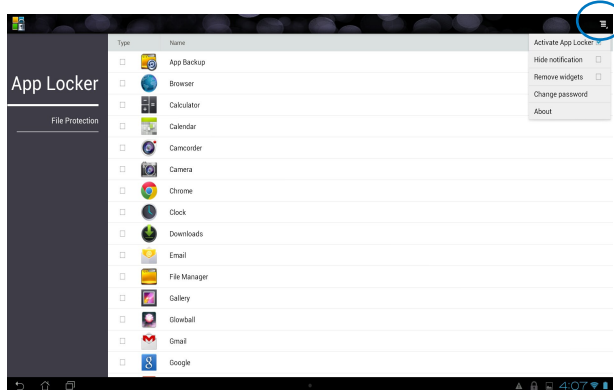 Type Name
App Locker
File Protection
App Backup
Browser
Calculator
Calendar
Camcorder
Camera
Chrome
Clock
Downloads
Email
File Manager
Gallery
Glowball
Gmail
Google
Activate App Locker
Hide notification
Remove widgets
Change password
About
4:07